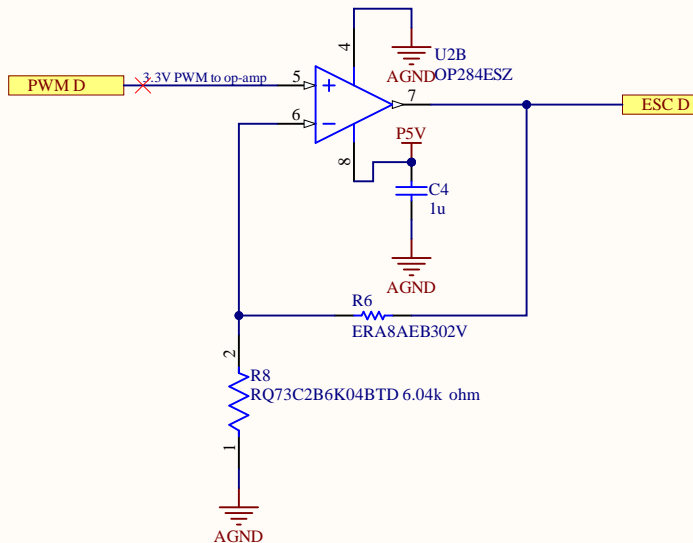 4
U2B
AGND
OP284ESZ
PWM D
3.3V PWM to op-amp
5
7
ESC D
6
P5V
8
C4
1u
AGND
R6
ERA8AEB302V
2
R8
RQ73C2B6K04BTD 6.04k ohm
1
AGND